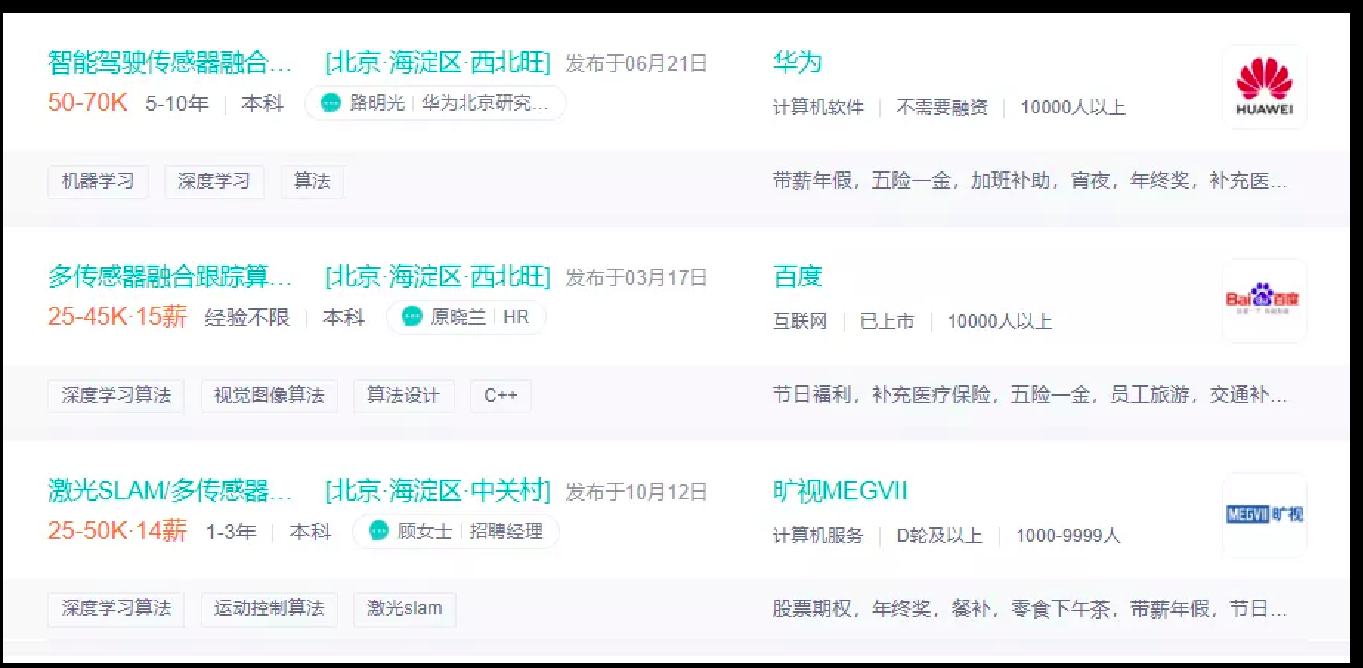 智能驾驶传感器融合... [北京·海淀区·西北旺] 发布于06月21日 华为
50-70K 5-10年 本科 路明光 华为北京研究... 计算机软件 不需要融资 10000人以上
HUAWEI
机器学习 深度学习 算法 带薪年假，五险一金，加班补助，宵夜，年终奖，补充医...
多传感器融合跟踪算... [北京·海淀区·西北旺] 发布于03月17日 百度
25-45K·15薪 经验不限 本科 原晓兰 HR 互联网 已上市 10000人以上
Bai du 百度
深度学习算法 视觉图像算法 算法设计 C++ 节日福利，补充医疗保险，五险一金，员工旅游，交通补...
激光SLAM/多传感器... [北京·海淀区·中关村] 发布于10月12日 旷视MEGVII
25-50K·14薪 1-3年 本科 顾女士 招聘经理 计算机服务 D轮及以上 1000-9999人
MEGVII 旷视
深度学习算法 运动控制算法 激光slam 股票期权，年终奖，餐补，零食下午茶，带薪年假，节日...